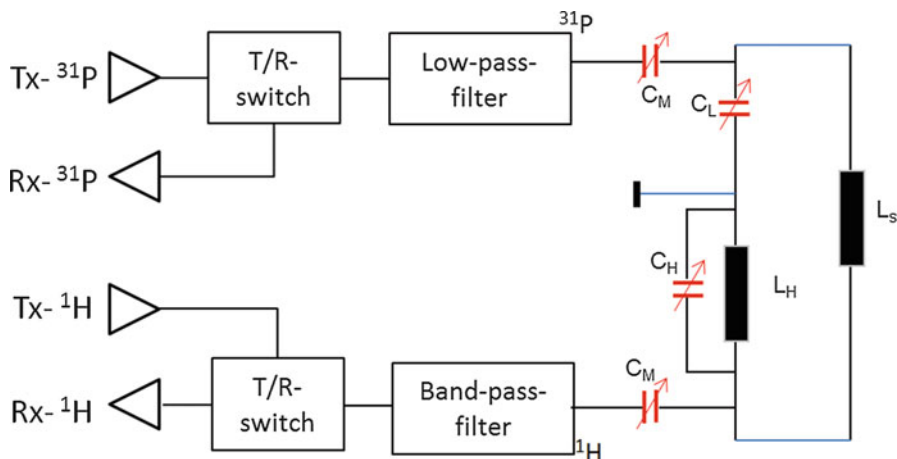 Tx- ³¹P
T/R-
switch
Low-pass-
filter
³¹P
C_M
C_L
Rx- ³¹P
L_s
C_H
L_H
Tx- ¹H
Rx- ¹H
T/R-
switch
Band-pass-
filter
¹H
C_M